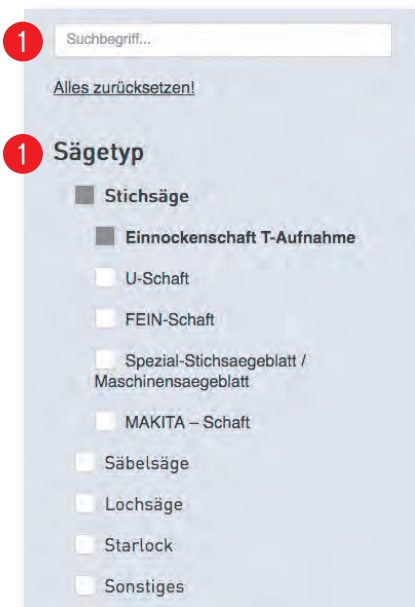 1 Suchbegriff...
Alles zurücksetzen!
1 Sägetyp
Stichsäge
Einnockenschaft T-Aufnahme
U-Schaft
FEIN-Schaft
Spezial-Stichsaegeblatt /
Maschinensaegeblatt
MAKITA – Schaft
Säbelsäge
Lochsäge
Starlock
Sonstiges